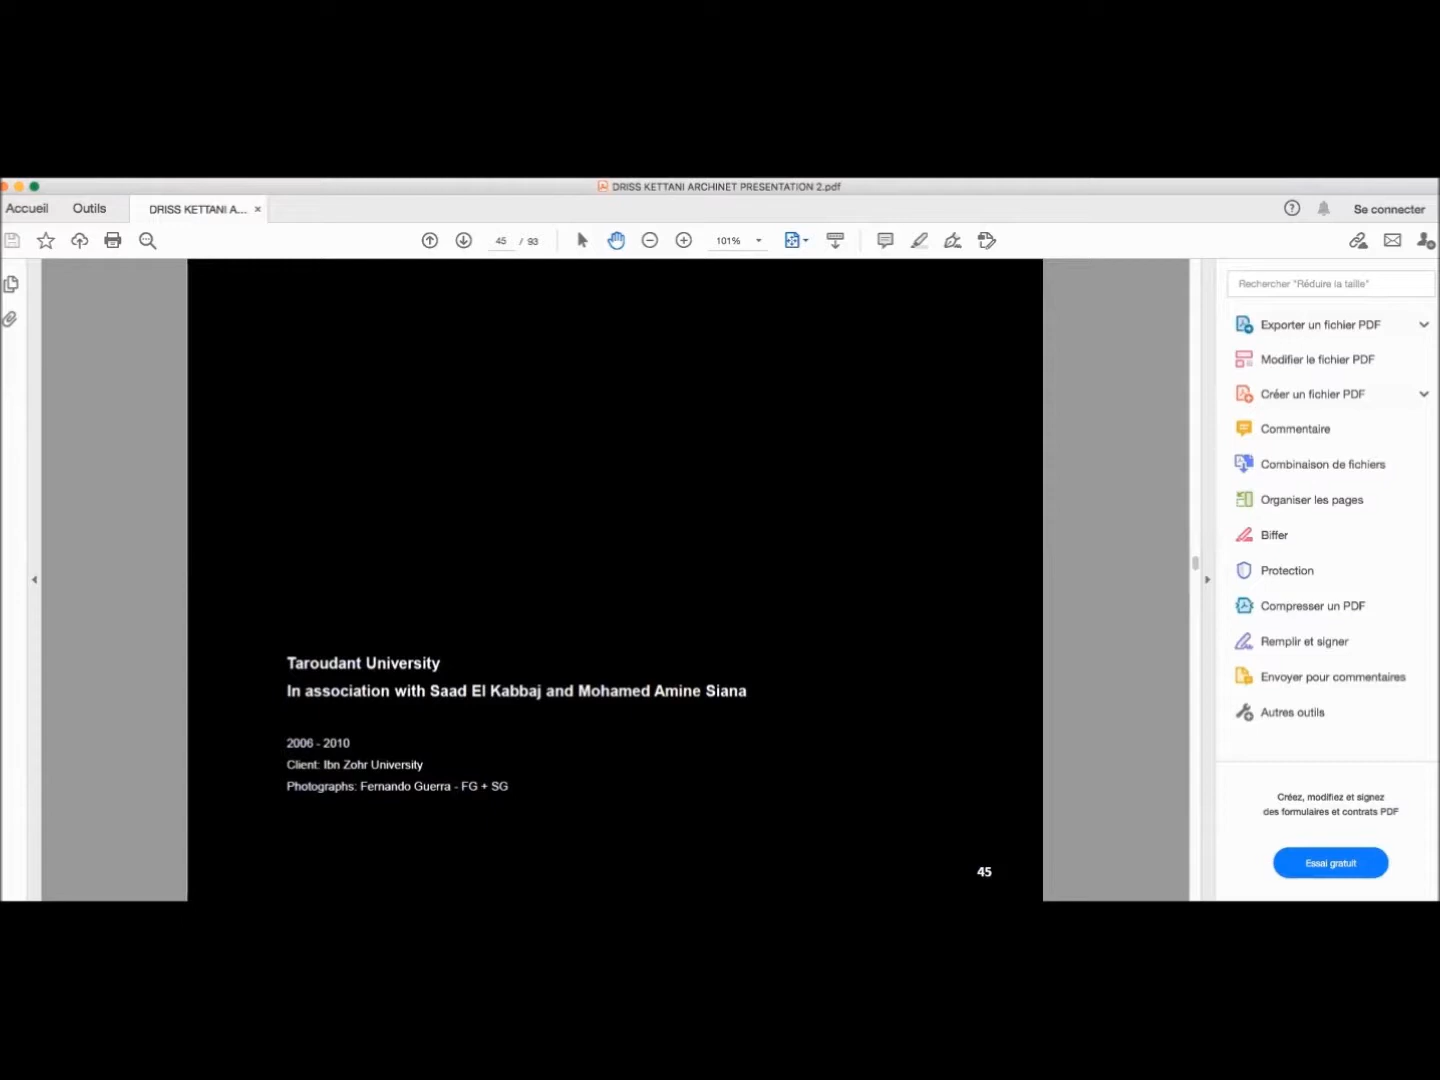 DRISS KETTANI ARCHINET PRESENTATION 2.pdf
Accueil Outils DRISS KETTANI A... × Se connecter
45 / 93 101%
Rechercher "Réduire la taille"
Exporter un fichier PDF
Modifier le fichier PDF
Créer un fichier PDF
Commentaire
Combinaison de fichiers
Organiser les pages
Biffer
Protection
Compresser un PDF
Remplir et signer
Envoyer pour commentaires
Autres outils
Créez, modifiez et signez
des formulaires et contrats PDF
Essai gratuit
Taroudant University
In association with Saad El Kabbaj and Mohamed Amine Siana
2006 - 2010
Client: Ibn Zohr University
Photographs: Fernando Guerra - FG + SG
45